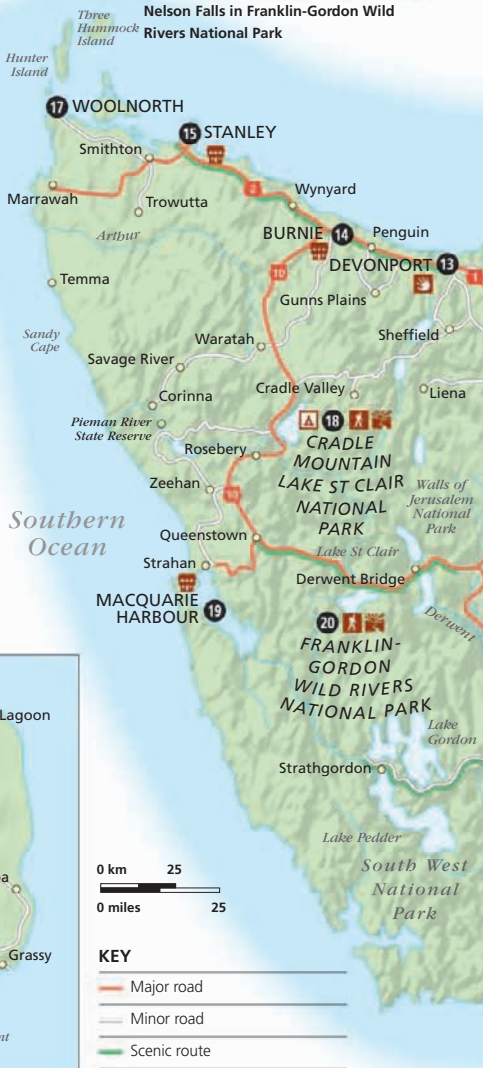 Nelson Falls in Franklin-Gordon Wild
Rivers National Park
Three
Hummock
Island
Hunter
Island
17 WOOLNORTH
15 STANLEY
Smithton
Marrawah
Trowutta
2
Wynyard
Arthur
BURNIE 14
Penguin
DEVONPORT 13
1
10
Temma
Gunns Plains
Sandy
Cape
Waratah
Sheffield
Savage River
Corinna
Cradle Valley
Liena
Pieman River
State Reserve
18
CRADLE
MOUNTAIN
LAKE ST CLAIR
NATIONAL
PARK
Rosebery
Zeehan
10
Walls of
Jerusalem
National
Park
Southern
Ocean
Queenstown
Lake St Clair
Strahan
Derwent Bridge
MACQUARIE
HARBOUR 19
Derwent
20
FRANKLIN-
GORDON
WILD RIVERS
NATIONAL PARK
Lake
Gordon
Strathgordon
Lake Pedder
South West
National
Park
Lagoon
a
Grassy
nt
0 km 25
0 miles 25
KEY
Major road
Minor road
Scenic route